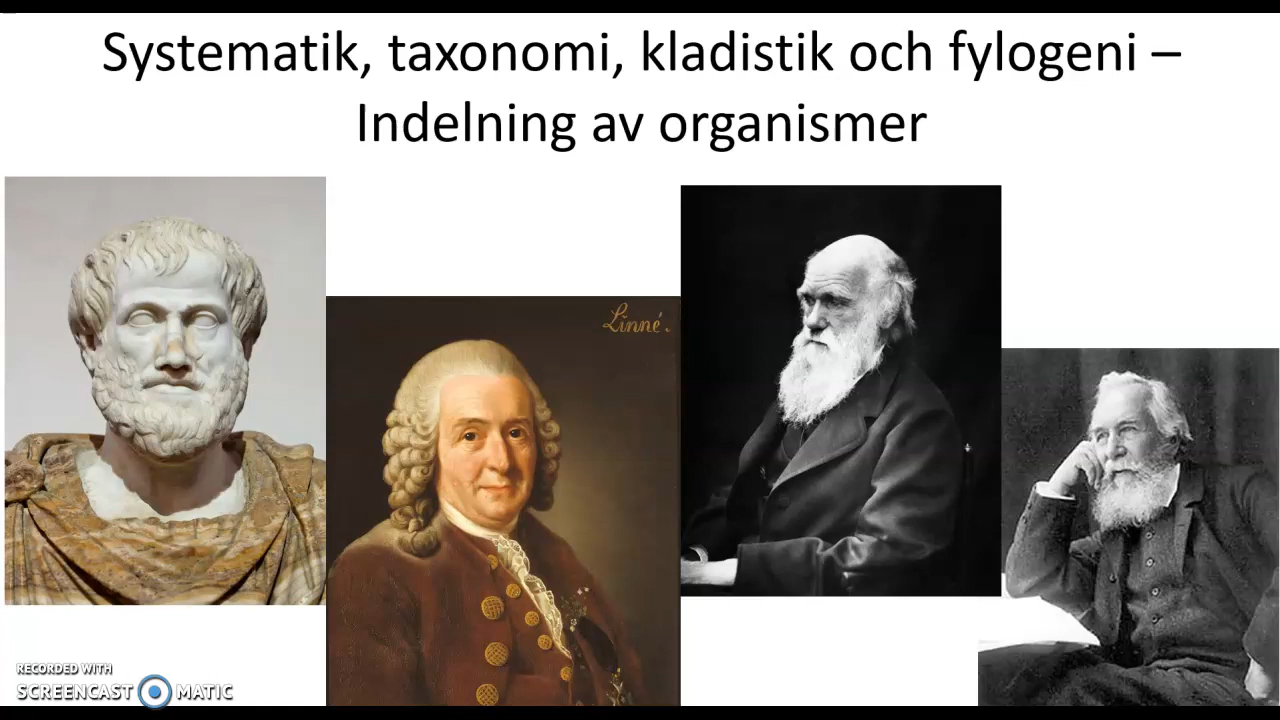 Systematik, taxonomi, kladistik och fylogeni –
Indelning av organismer
Linné.
RECORDED WITH
SCREENCAST MATIC